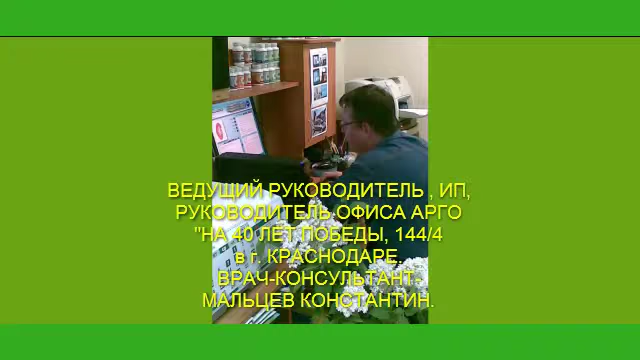 ВЕДУЩИЙ РУКОВОДИТЕЛЬ , ИП,
РУКОВОДИТЕЛЬ ОФИСА АРГО
"НА 40 ЛЕТ ПОБЕДЫ, 144/4
в г. КРАСНОДАРЕ.
ВРАЧ-КОНСУЛЬТАНТ-
МАЛЬЦЕВ КОНСТАНТИН.